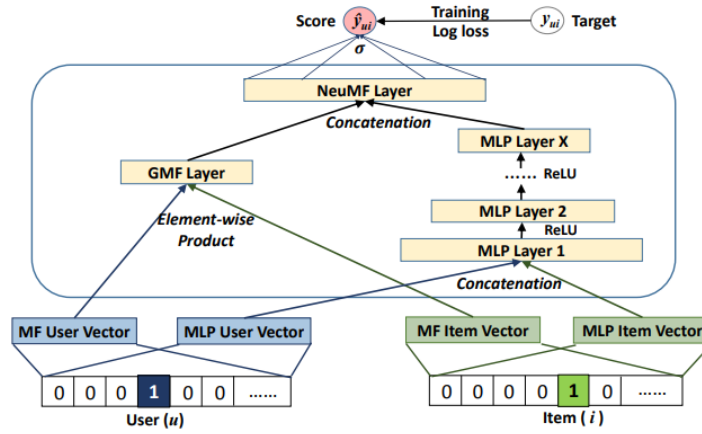 Score ŷui Training yui Target
Log loss
σ
NeuMF Layer
Concatenation
MLP Layer X
GMF Layer
...... ReLU
Element-wise
Product
MLP Layer 2
ReLU
MLP Layer 1
Concatenation
MF User Vector MLP User Vector MF Item Vector MLP Item Vector
0 0 0 1 0 0 ...... 0 0 0 0 1 0 ......
User (u) Item ( i )